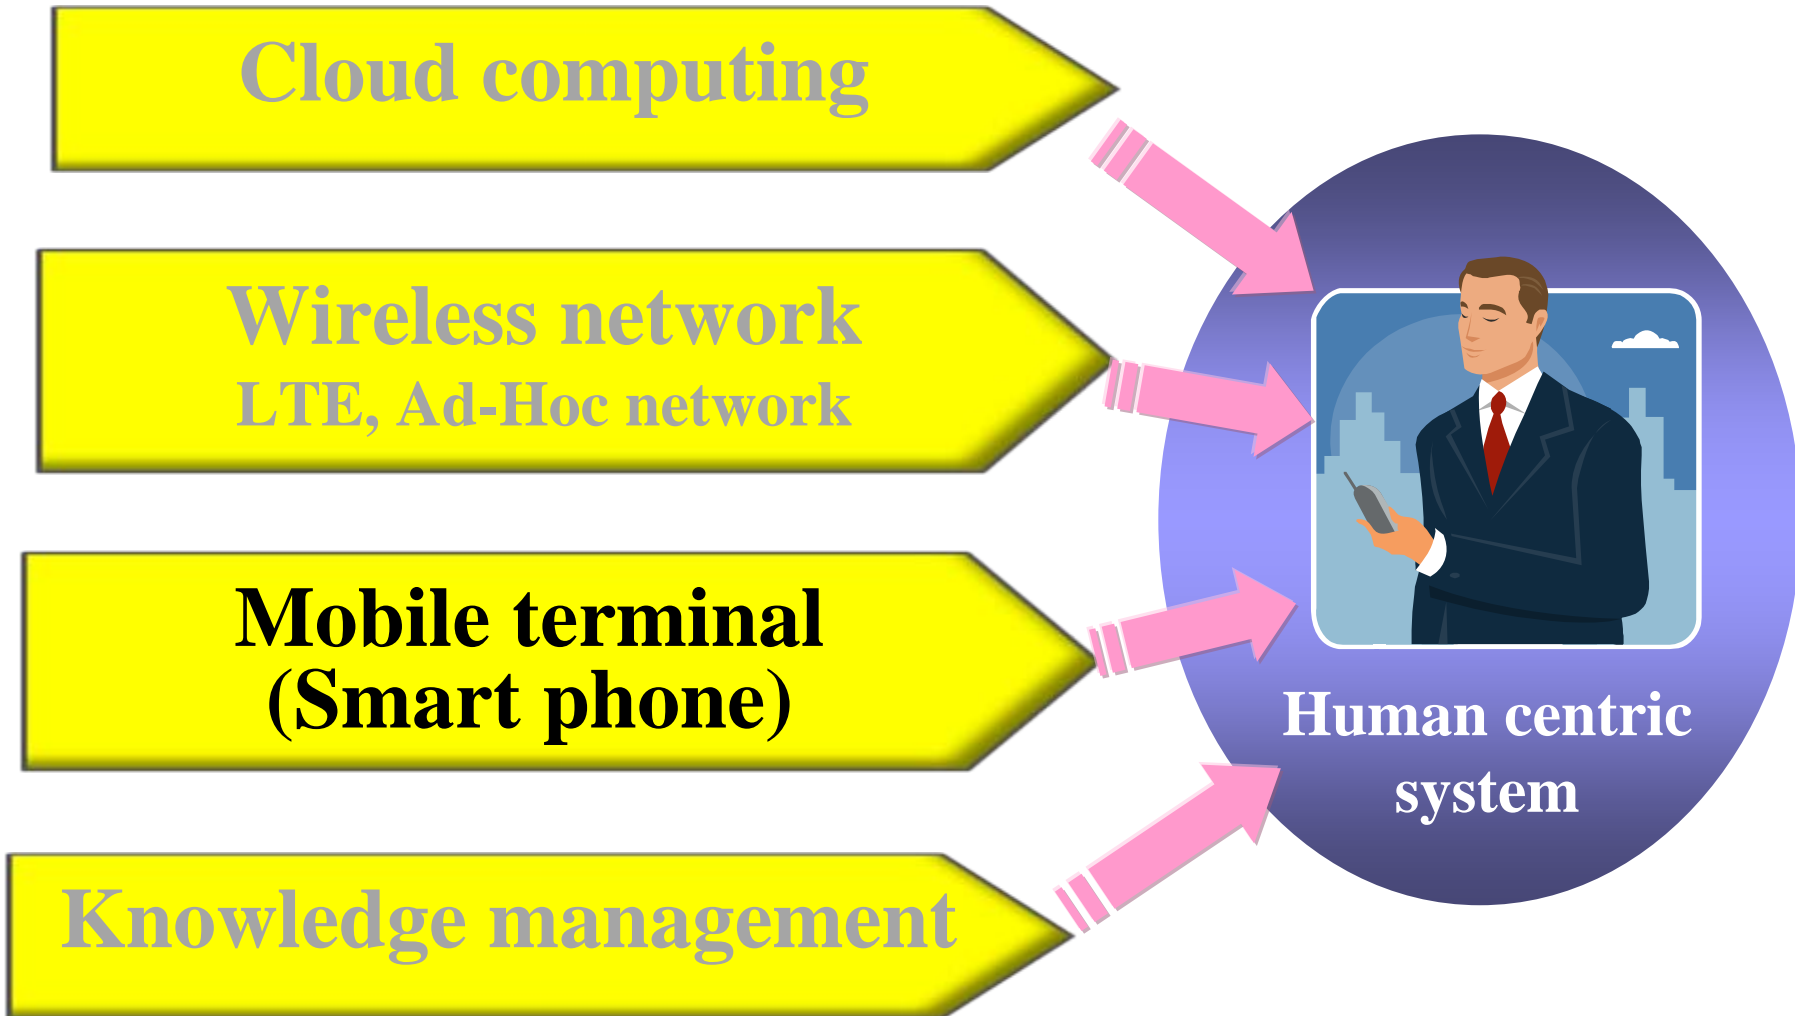 Cloud computing
Wireless network
LTE, Ad-Hoc network
Mobile terminal
(Smart phone)
Knowledge management
Human centric
system